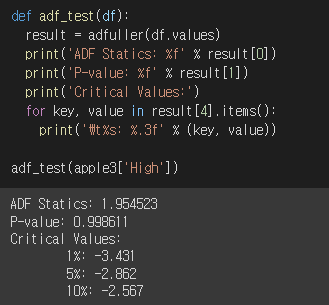 def adf_test(df):
  result = adfuller(df.values)
  print('ADF Statics: %f' % result[0])
  print('P-value: %f' % result[1])
  print('Critical Values:')
  for key, value in result[4].items():
    print('₩t%s: %.3f' % (key, value))

adf_test(apple3['High'])
ADF Statics: 1.954523
P-value: 0.998611
Critical Values:
	1%: -3.431
	5%: -2.862
	10%: -2.567